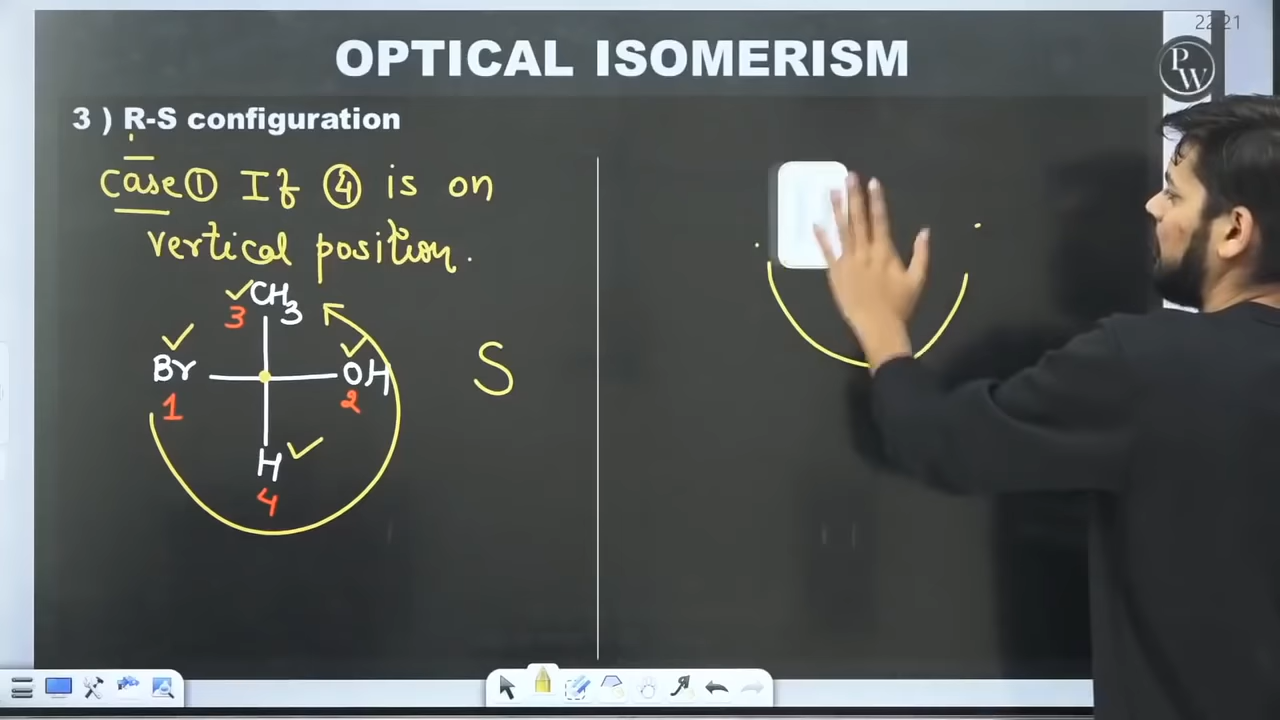 22:21
OPTICAL ISOMERISM
PW
3 ) R-S configuration
Case① If ④ is on
vertical position.
CH3
3
Br
OH
1
2
S
H
4